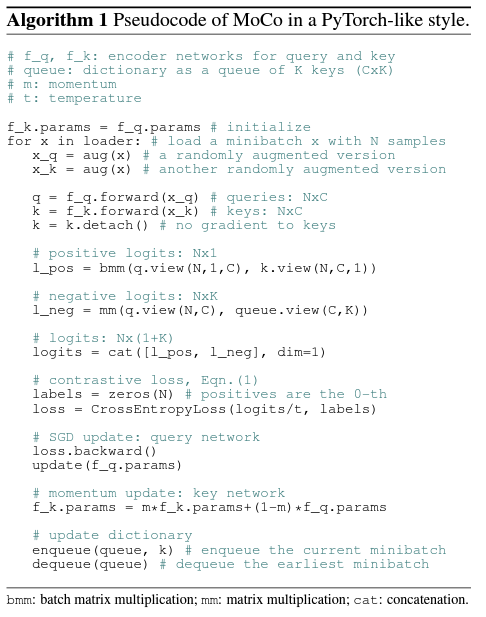 Algorithm 1 Pseudocode of MoCo in a PyTorch-like style.
# f_q, f_k: encoder networks for query and key
# queue: dictionary as a queue of K keys (CxK)
# m: momentum
# t: temperature
f_k.params = f_q.params # initialize
for x in loader: # load a minibatch x with N samples
x_q = aug(x) # a randomly augmented version
x_k = aug(x) # another randomly augmented version
q = f_q.forward(x_q) # queries: NxC
k = f_k.forward(x_k) # keys: NxC
k = k.detach() # no gradient to keys
# positive logits: Nx1
l_pos = bmm(q.view(N,1,C), k.view(N,C,1))
# negative logits: NxK
l_neg = mm(q.view(N,C), queue.view(C,K))
# logits: Nx(1+K)
logits = cat([l_pos, l_neg], dim=1)
# contrastive loss, Eqn.(1)
labels = zeros(N) # positives are the 0-th
loss = CrossEntropyLoss(logits/t, labels)
# SGD update: query network
loss.backward()
update(f_q.params)
# momentum update: key network
f_k.params = m*f_k.params+(1-m)*f_q.params
# update dictionary
enqueue(queue, k) # enqueue the current minibatch
dequeue(queue) # dequeue the earliest minibatch
bmm: batch matrix multiplication; mm: matrix multiplication; cat: concatenation.